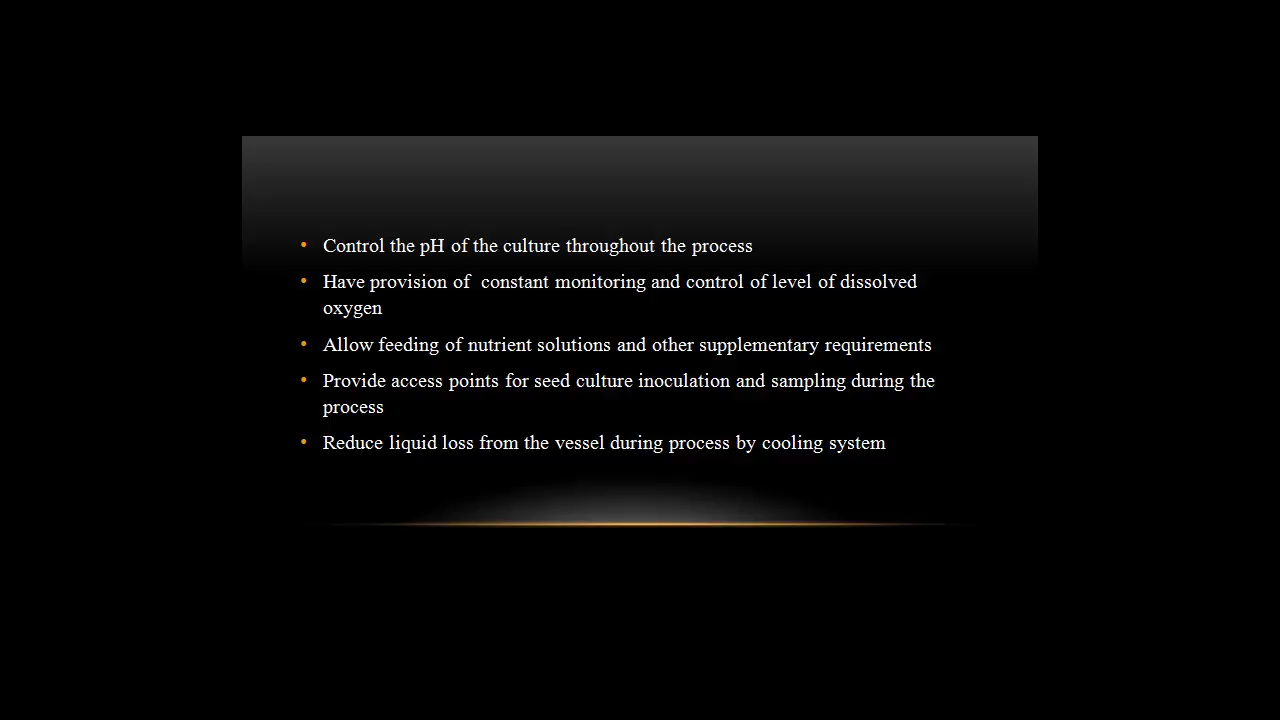 • Control the pH of the culture throughout the process
• Have provision of  constant monitoring and control of level of dissolved
oxygen
• Allow feeding of nutrient solutions and other supplementary requirements
• Provide access points for seed culture inoculation and sampling during the
process
• Reduce liquid loss from the vessel during process by cooling system